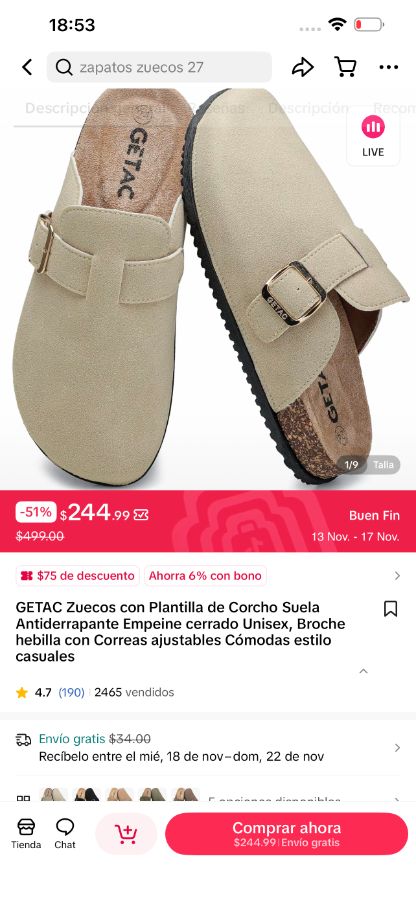 18:53
zapatos zuecos 27
Descripción
Descripción
Recom
GETAC
LIVE
GETAC
GETAC
1/9 Talla
-51% $244.99
Buen Fin
$499.00
13 Nov. - 17 Nov.
$75 de descuento
Ahorra 6% con bono
GETAC Zuecos con Plantilla de Corcho Suela
Antiderrapante Empeine cerrado Unisex, Broche
hebilla con Correas ajustables Cómodas estilo
casuales
4.7 (190) 2465 vendidos
Envío gratis $34.00
Recíbelo entre el mié, 18 de nov–dom, 22 de nov
5 opciones disponibles
Comprar ahora
$244.99 | Envío gratis
Tienda
Chat